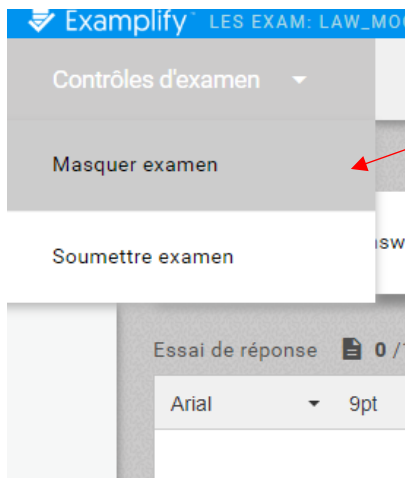 Examplify LES EXAM: LAW_MO
Contrôles d'examen
Masquer examen
Soumettre examen
Essai de réponse 0 /
Arial 9pt